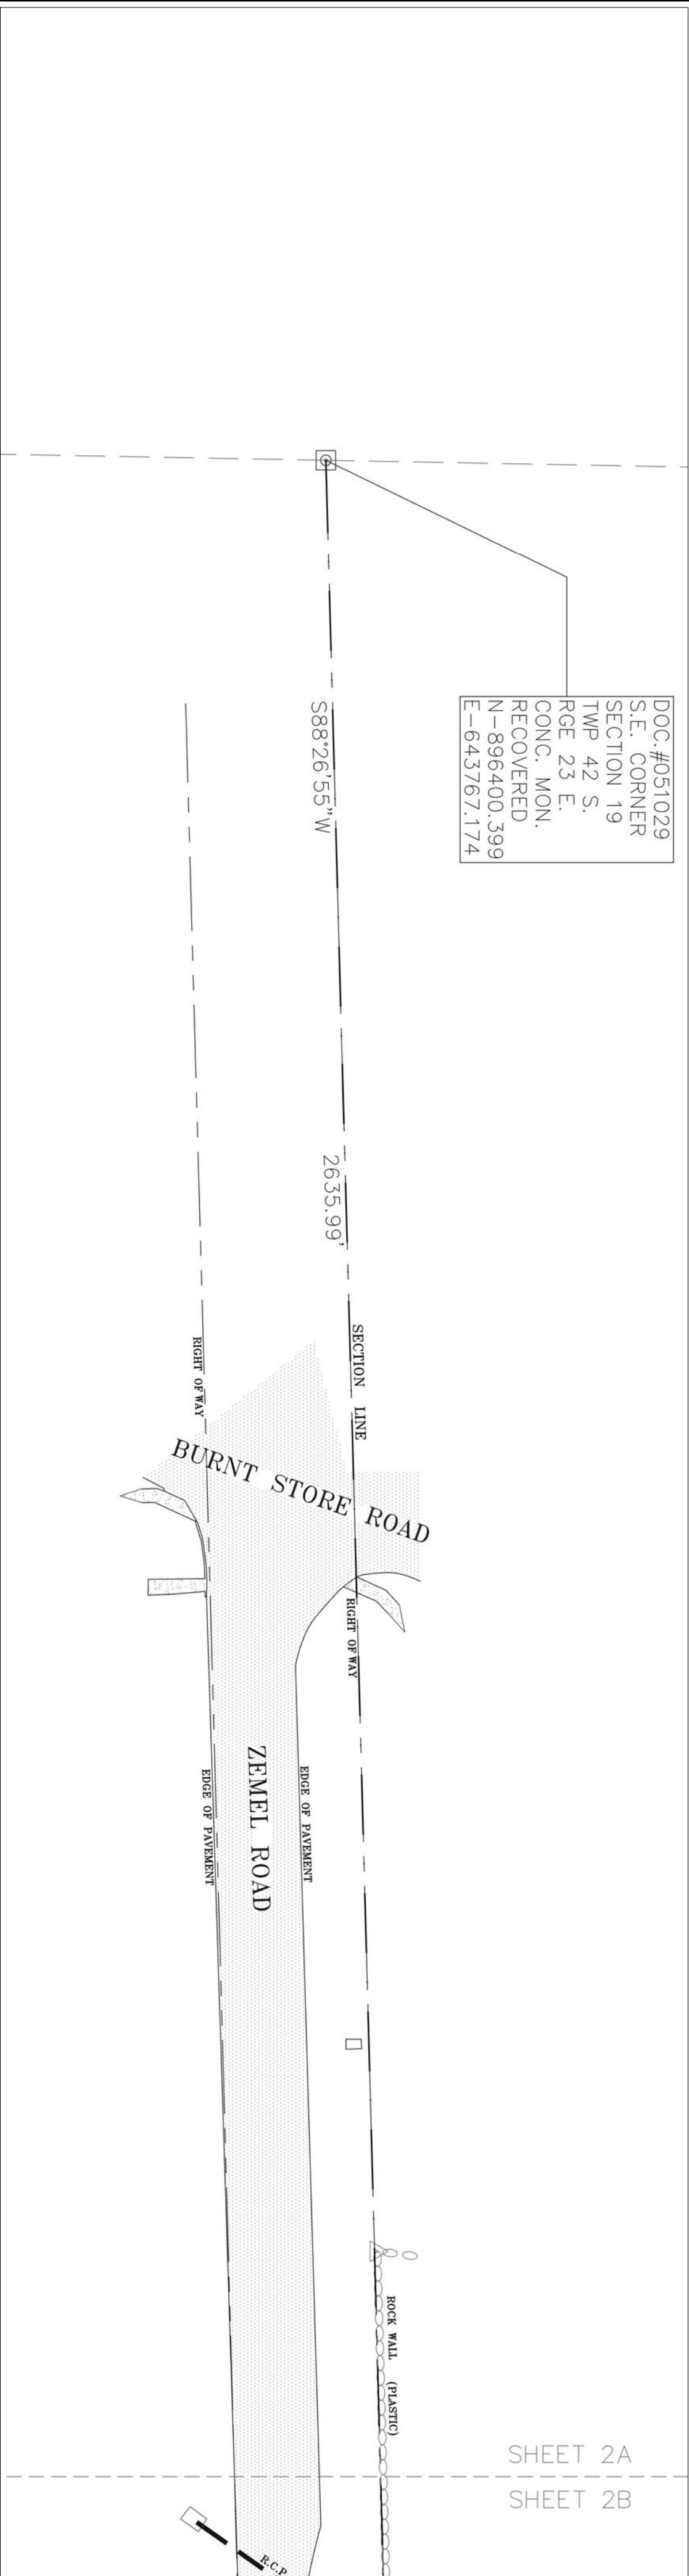 DOC.#051029
S.E. CORNER
SECTION 19
TWP 42 S.
RGE 23 E.
CONC. MON.
RECOVERED
N-896400.399
E-643767.174
S88°26'55"W
2635.99'
SECTION LINE
RIGHT OF WAY
BURNT STORE ROAD
RIGHT OF WAY
ZEMEL ROAD
EDGE OF PAVEMENT
EDGE OF PAVEMENT
ROCK WALL (PLASTIC)
SHEET 2A
SHEET 2B
R.C.P.